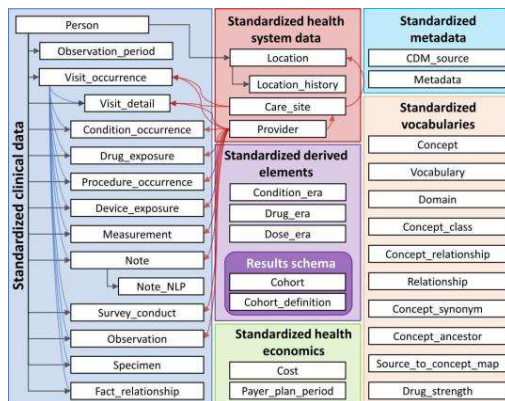 Standardized clinical data
Person
Observation_period
Visit_occurrence
Visit_detail
Condition_occurrence
Drug_exposure
Procedure_occurrence
Device_exposure
Measurement
Note
Note_NLP
Survey_conduct
Observation
Specimen
Fact_relationship
Standardized health
system data
Location
Location_history
Care_site
Provider
Standardized derived
elements
Condition_era
Drug_era
Dose_era
Results schema
Cohort
Cohort_definition
Standardized health
economics
Cost
Payer_plan_period
Standardized
metadata
CDM_source
Metadata
Standardized
vocabularies
Concept
Vocabulary
Domain
Concept_class
Concept_relationship
Relationship
Concept_synonym
Concept_ancestor
Source_to_concept_map
Drug_strength